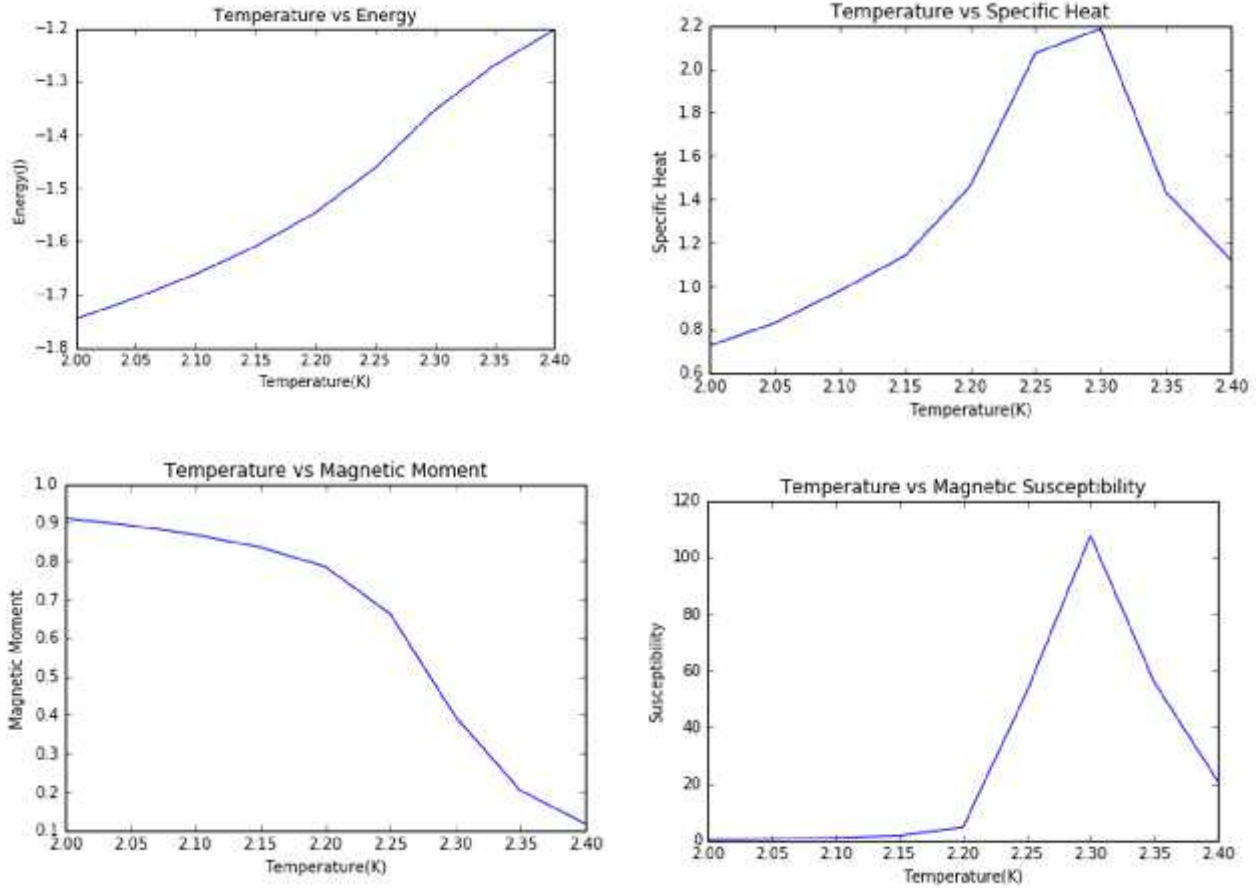 Temperature vs Energy
−1.2
−1.3
−1.4
−1.5
−1.6
−1.7
−1.8
Energy(J)
2.00 2.05 2.10 2.15 2.20 2.25 2.30 2.35 2.40
Temperature(K)
Temperature vs Specific Heat
2.2
2.0
1.8
1.6
1.4
1.2
1.0
0.8
0.6
Specific Heat
2.00 2.05 2.10 2.15 2.20 2.25 2.30 2.35 2.40
Temperature(K)
Temperature vs Magnetic Moment
1.0
0.9
0.8
0.7
0.6
0.5
0.4
0.3
0.2
0.1
Magnetic Moment
2.00 2.05 2.10 2.15 2.20 2.25 2.30 2.35 2.40
Temperature(K)
Temperature vs Magnetic Susceptibility
120
100
80
60
40
20
0
Susceptibility
2.00 2.05 2.10 2.15 2.20 2.25 2.30 2.35 2.40
Temperature(K)